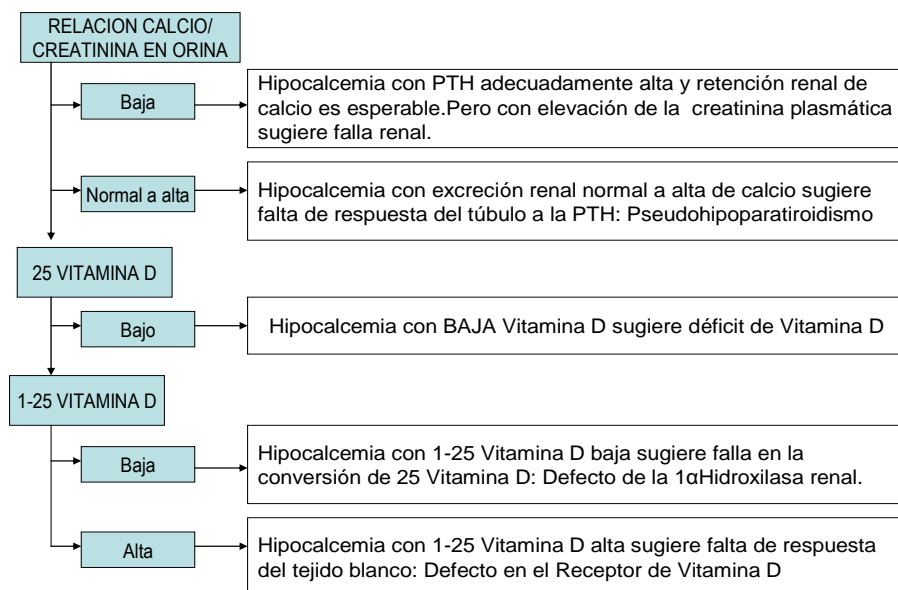 RELACION CALCIO/
CREATININA EN ORINA
Baja
Hipocalcemia con PTH adecuadamente alta y retención renal de
calcio es esperable.Pero con elevación de la creatinina plasmática
sugiere falla renal.
Normal a alta
Hipocalcemia con excreción renal normal a alta de calcio sugiere
falta de respuesta del túbulo a la PTH: Pseudohipoparatiroidismo
25 VITAMINA D
Bajo
Hipocalcemia con BAJA Vitamina D sugiere déficit de Vitamina D
1-25 VITAMINA D
Baja
Hipocalcemia con 1-25 Vitamina D baja sugiere falla en la
conversión de 25 Vitamina D: Defecto de la 1αHidroxilasa renal.
Alta
Hipocalcemia con 1-25 Vitamina D alta sugiere falta de respuesta
del tejido blanco: Defecto en el Receptor de Vitamina D